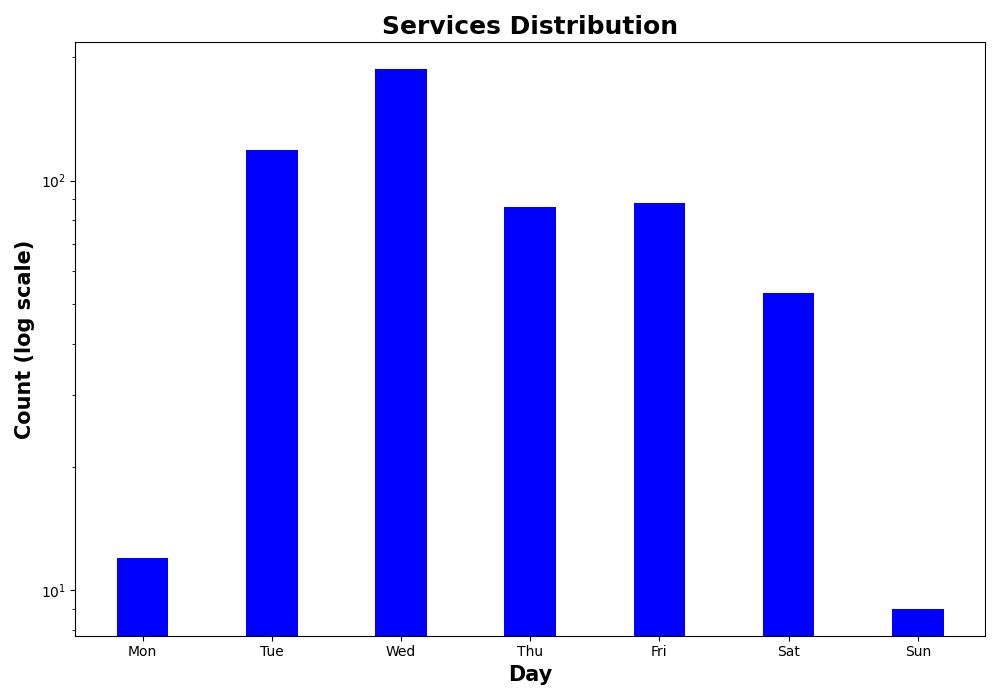 Services Distribution
Count (log scale)
10²
10¹
Mon Tue Wed Thu Fri Sat Sun
Day